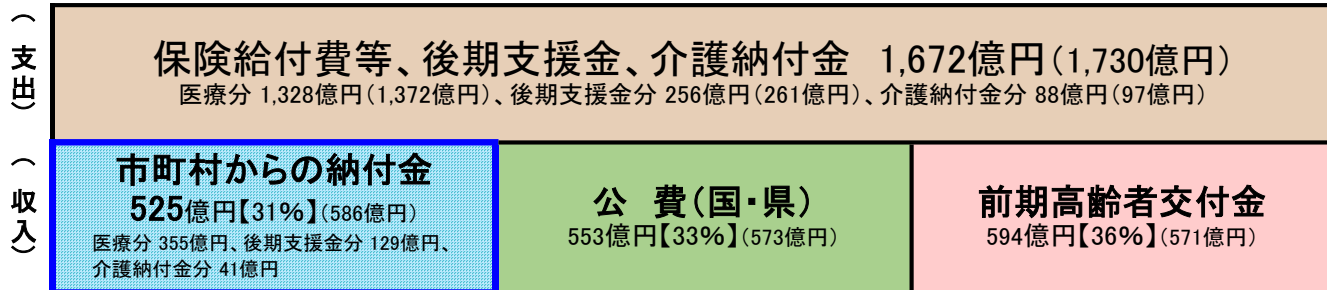 （支出）
保険給付費等、後期支援金、介護納付金　1,672億円（1,730億円）
医療分 1,328億円（1,372億円）、後期支援金分 256億円（261億円）、介護納付金分 88億円（97億円）
（収入）
市町村からの納付金
525億円【31%】（586億円）
医療分 355億円、後期支援金分 129億円、
介護納付金分 41億円
公　費（国・県）
553億円【33%】（573億円）
前期高齢者交付金
594億円【36%】（571億円）